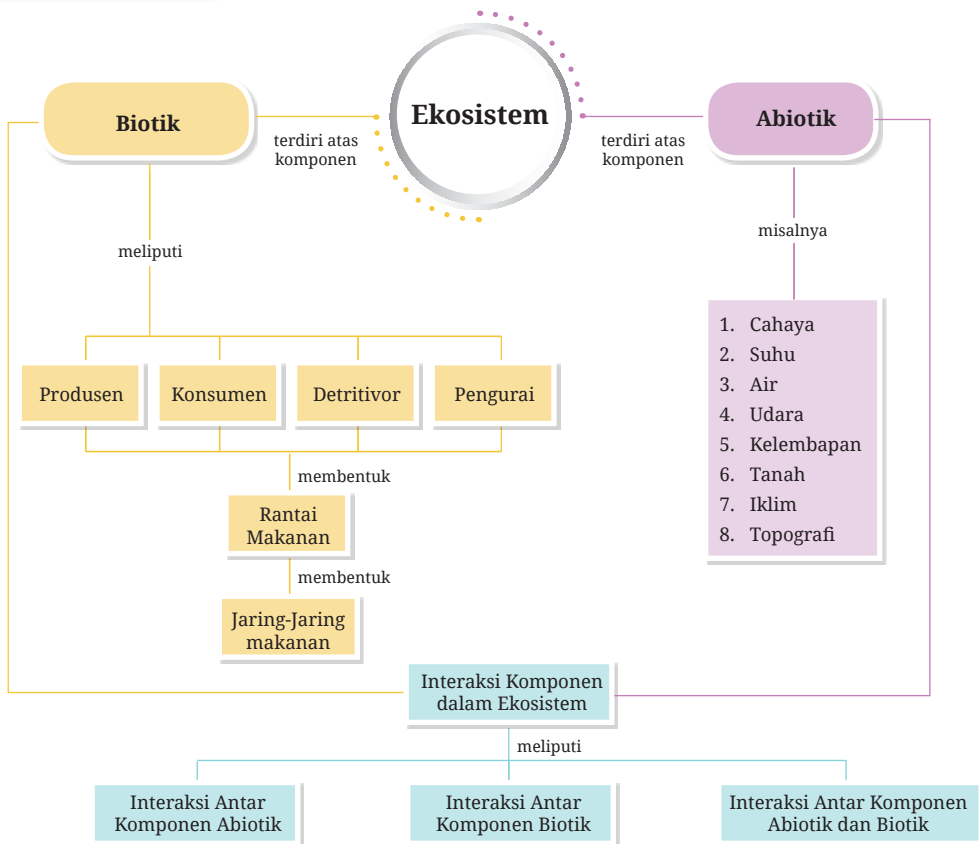 Ekosistem
Biotik
terdiri atas
komponen
terdiri atas
komponen
Abiotik
meliputi
misalnya
Produsen
Konsumen
Detritivor
Pengurai
membentuk
Rantai
Makanan
membentuk
Jaring-Jaring
makanan
1. Cahaya
2. Suhu
3. Air
4. Udara
5. Kelembapan
6. Tanah
7. Iklim
8. Topografi
Interaksi Komponen
dalam Ekosistem
meliputi
Interaksi Antar
Komponen Abiotik
Interaksi Antar
Komponen Biotik
Interaksi Antar Komponen
Abiotik dan Biotik